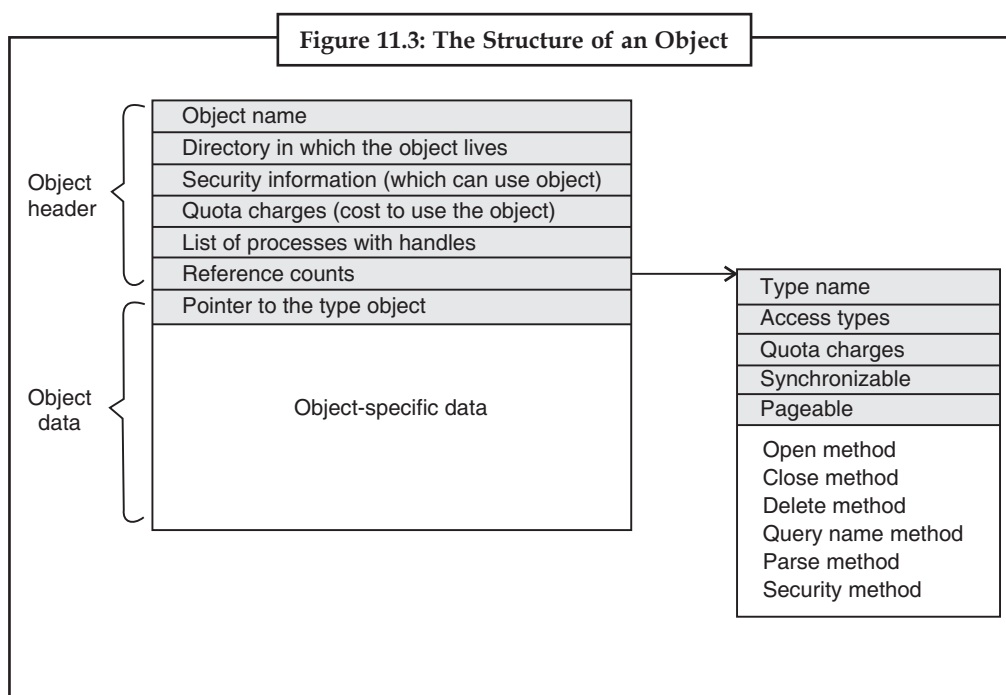 Figure 11.3: The Structure of an Object
Object header
Object name
Directory in which the object lives
Security information (which can use object)
Quota charges (cost to use the object)
List of processes with handles
Reference counts
Object data
Pointer to the type object
Object-specific data
Type name
Access types
Quota charges
Synchronizable
Pageable
Open method
Close method
Delete method
Query name method
Parse method
Security method